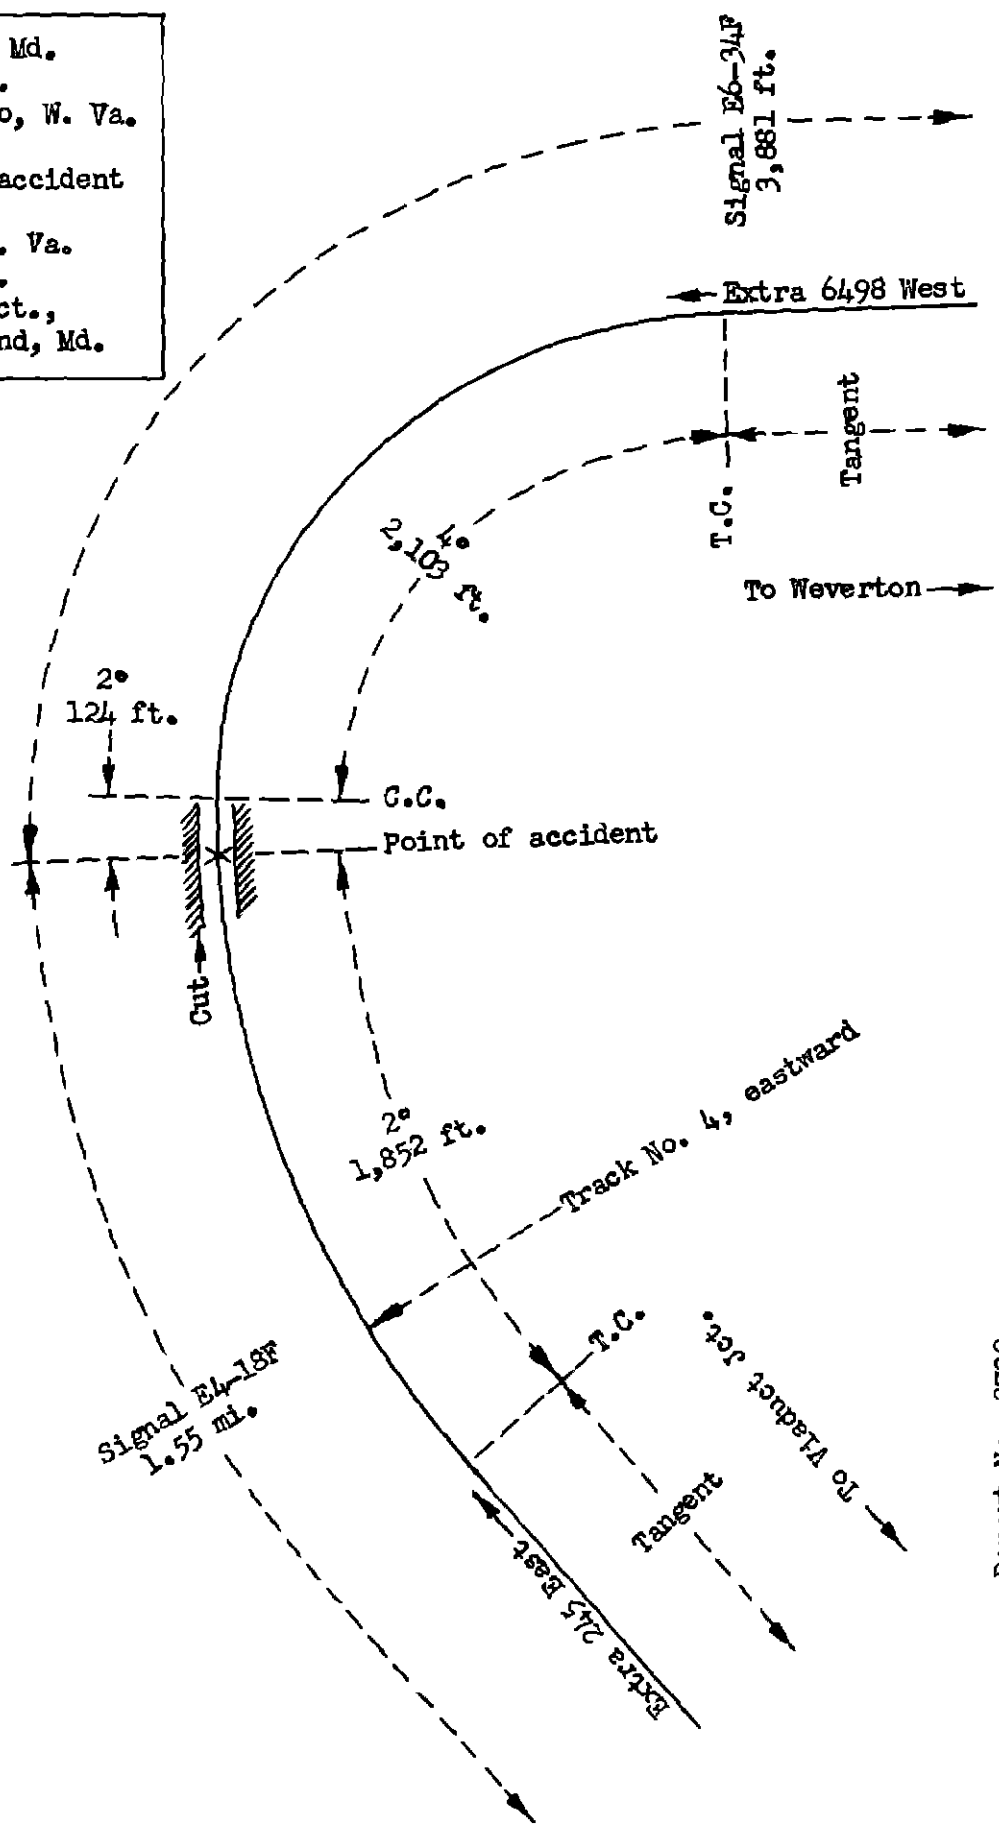 Md.
W. Va.
accident
Va.
Md.
Signal E6-34F
3,881 ft.
Extra 6498 West
Tangent
T.C.
4°
2,103 ft.
To Weverton
2°
124 ft.
C.C.
Point of accident
Cut
2°
1,852 ft.
Track No. 4, eastward
T.C.
To Viaduct Jct.
Signal E4-18F
1.55 mi.
Tangent
Extra 245 East